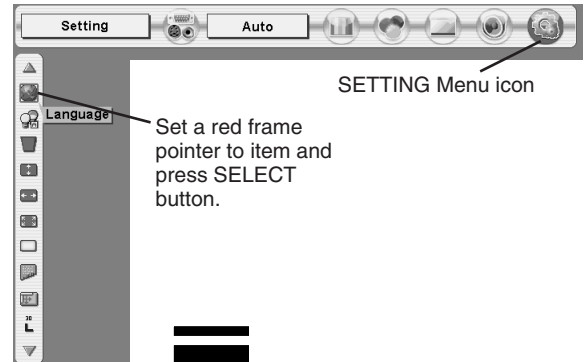 Setting
Auto
SETTING Menu icon
Language
Set a red frame
pointer to item and
press SELECT
button.